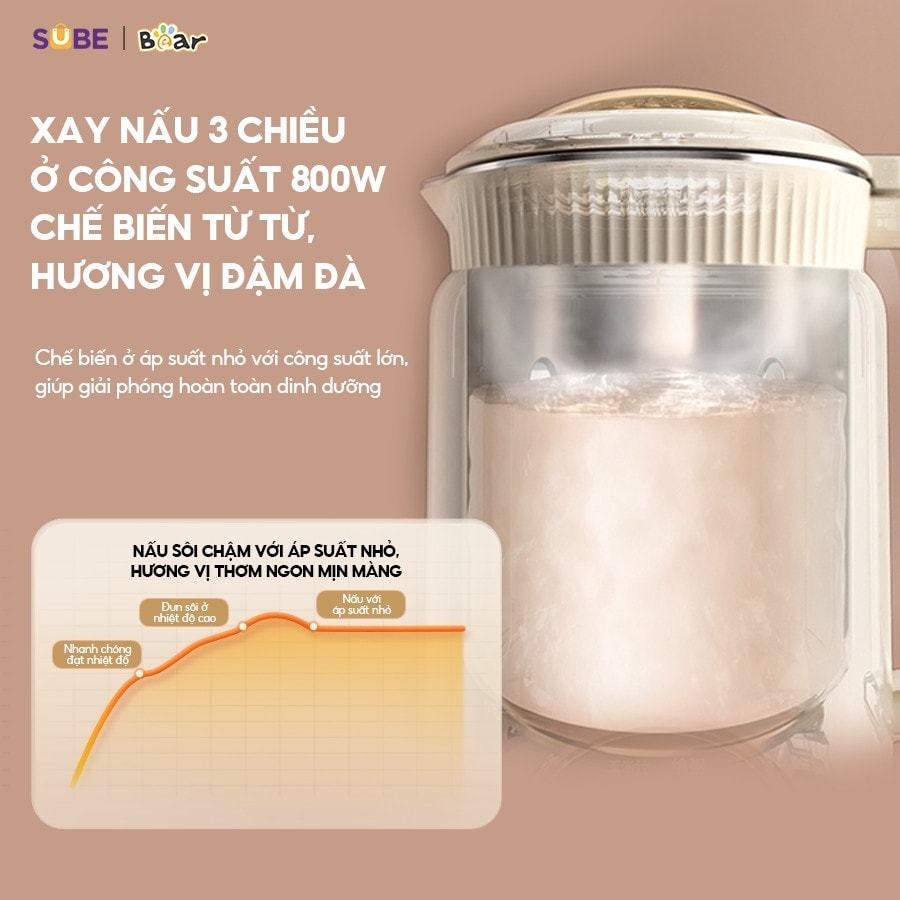 SUBE | Bear
XAY NẤU 3 CHIỀU
Ở CÔNG SUẤT 800W
CHẾ BIẾN TỪ TỪ,
HƯƠNG VỊ ĐẬM ĐÀ
Chế biến ở áp suất nhỏ với công suất lớn,
giúp giải phóng hoàn toàn dinh dưỡng
NẤU SÔI CHẬM VỚI ÁP SUẤT NHỎ,
HƯƠNG VỊ THƠM NGON MỊN MÀNG
Nhanh chóng
đạt nhiệt độ
Đun sôi ở
nhiệt độ cao
Nấu với
áp suất nhỏ